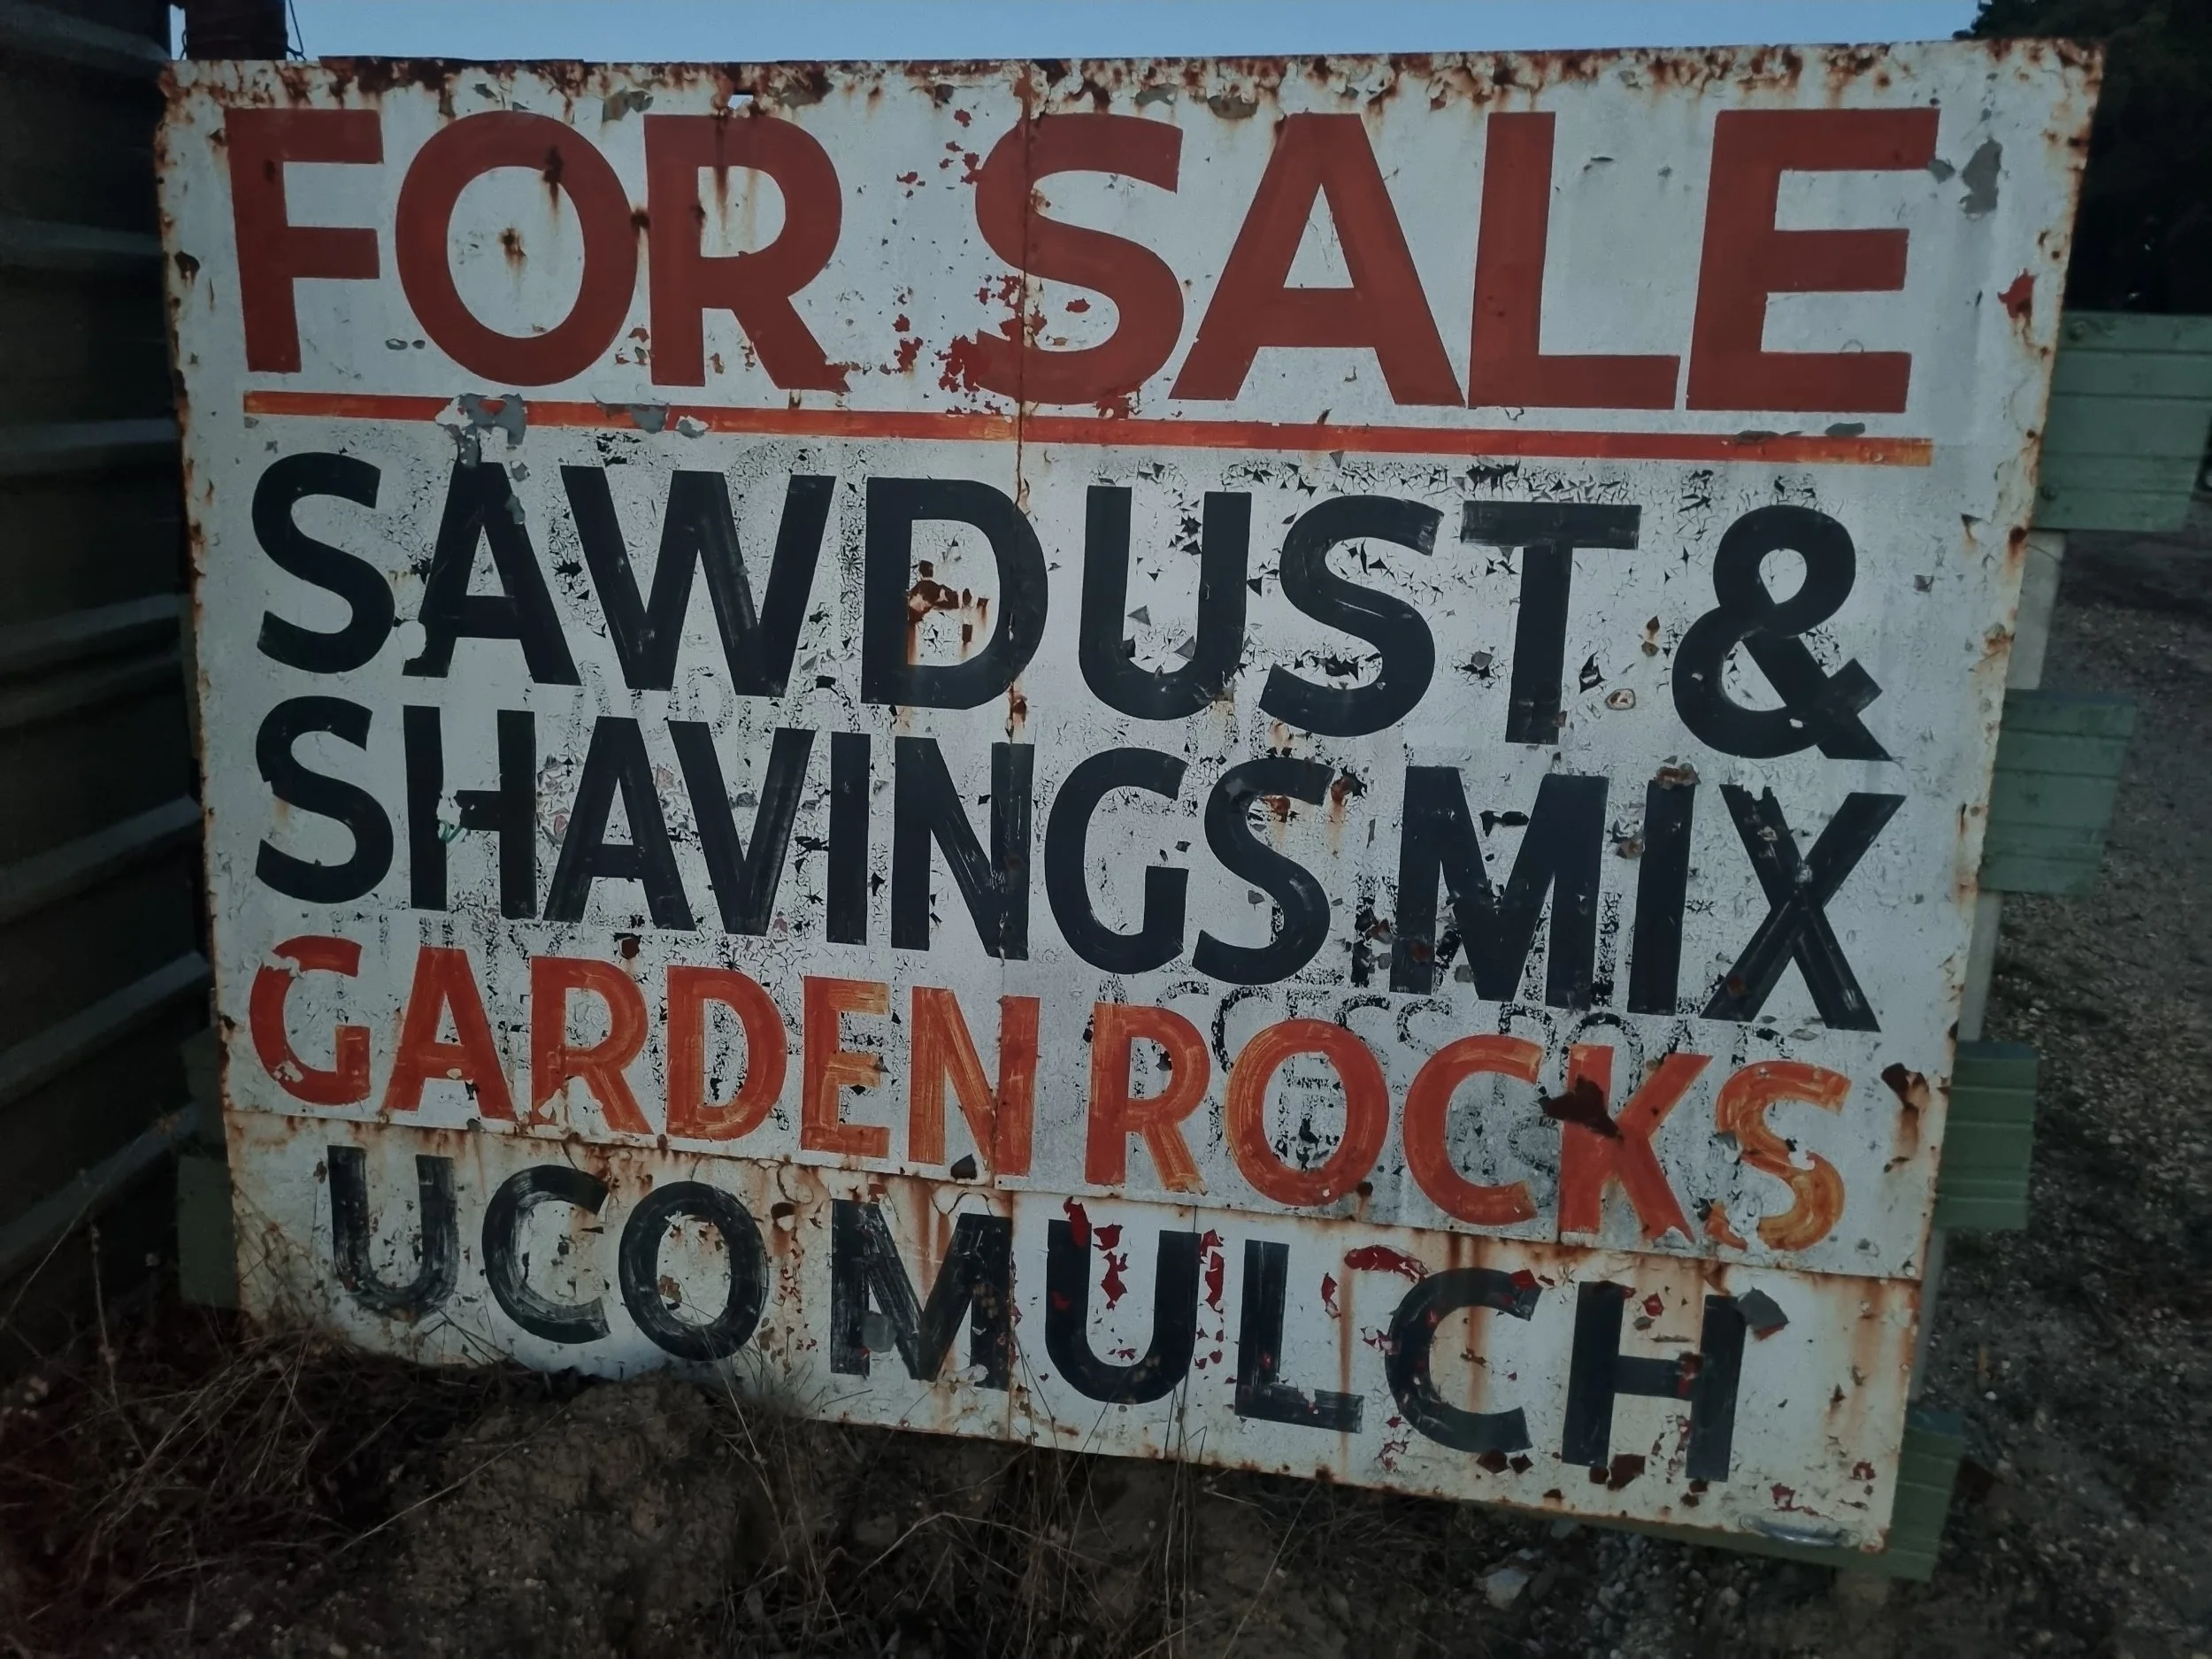 FOR SALE
SAWDUST &
SHAVINGS MIX
GARDEN ROCKS
UCO MULCH